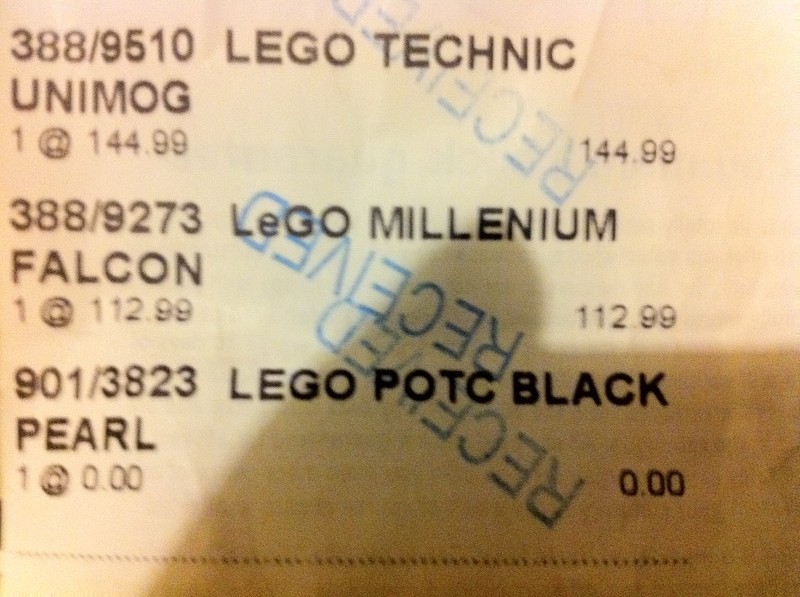 388/9510 LEGO TECHNIC
UNIMOG
1 @ 144.99 144.99
388/9273 LeGO MILLENIUM
FALCON
1 @ 112.99 112.99
901/3823 LEGO POTC BLACK
PEARL
1 @ 0.00 0.00
RECEIVED
RECEIVED
RECEIVED